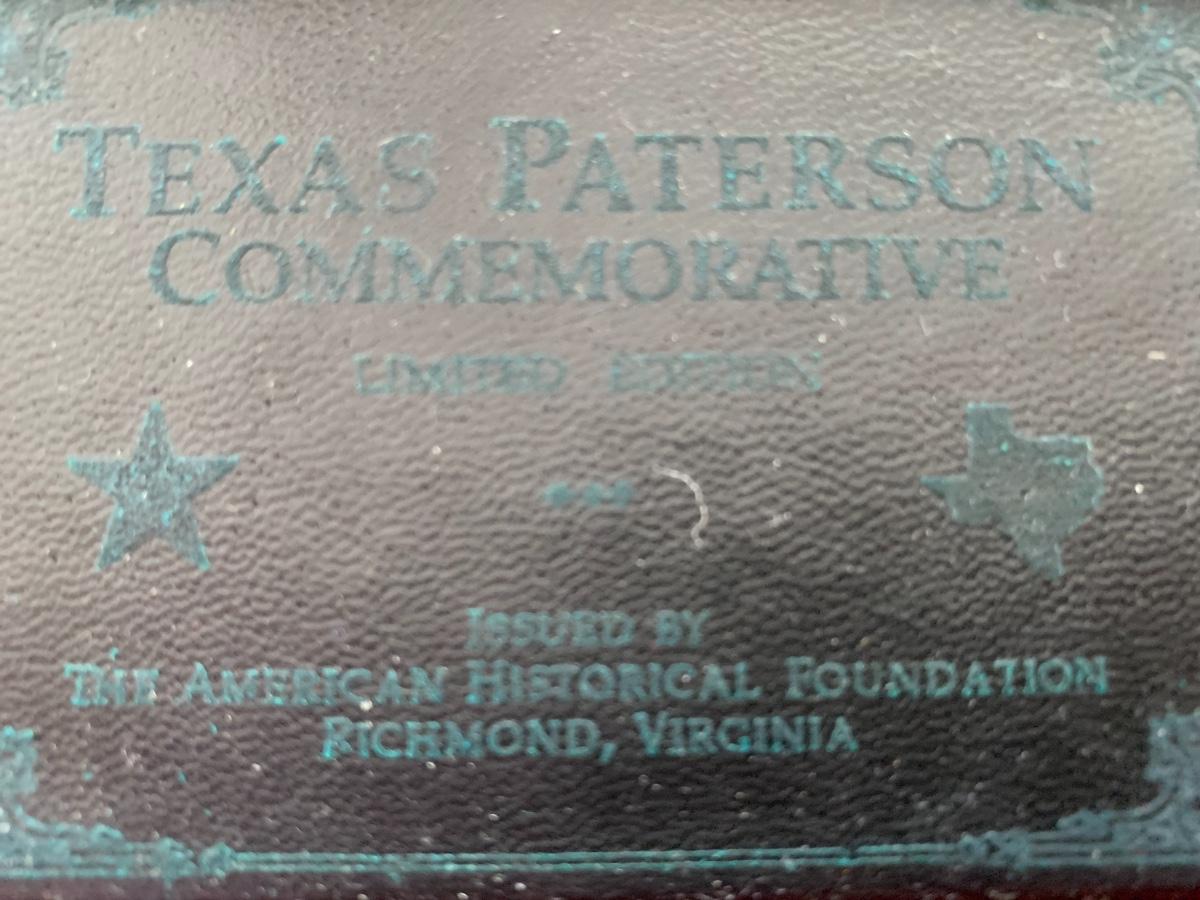 TEXAS PATERSON
COMMEMORATIVE
LIMITED EDITION
ISSUED BY
THE AMERICAN HISTORICAL FOUNDATION
RICHMOND, VIRGINIA